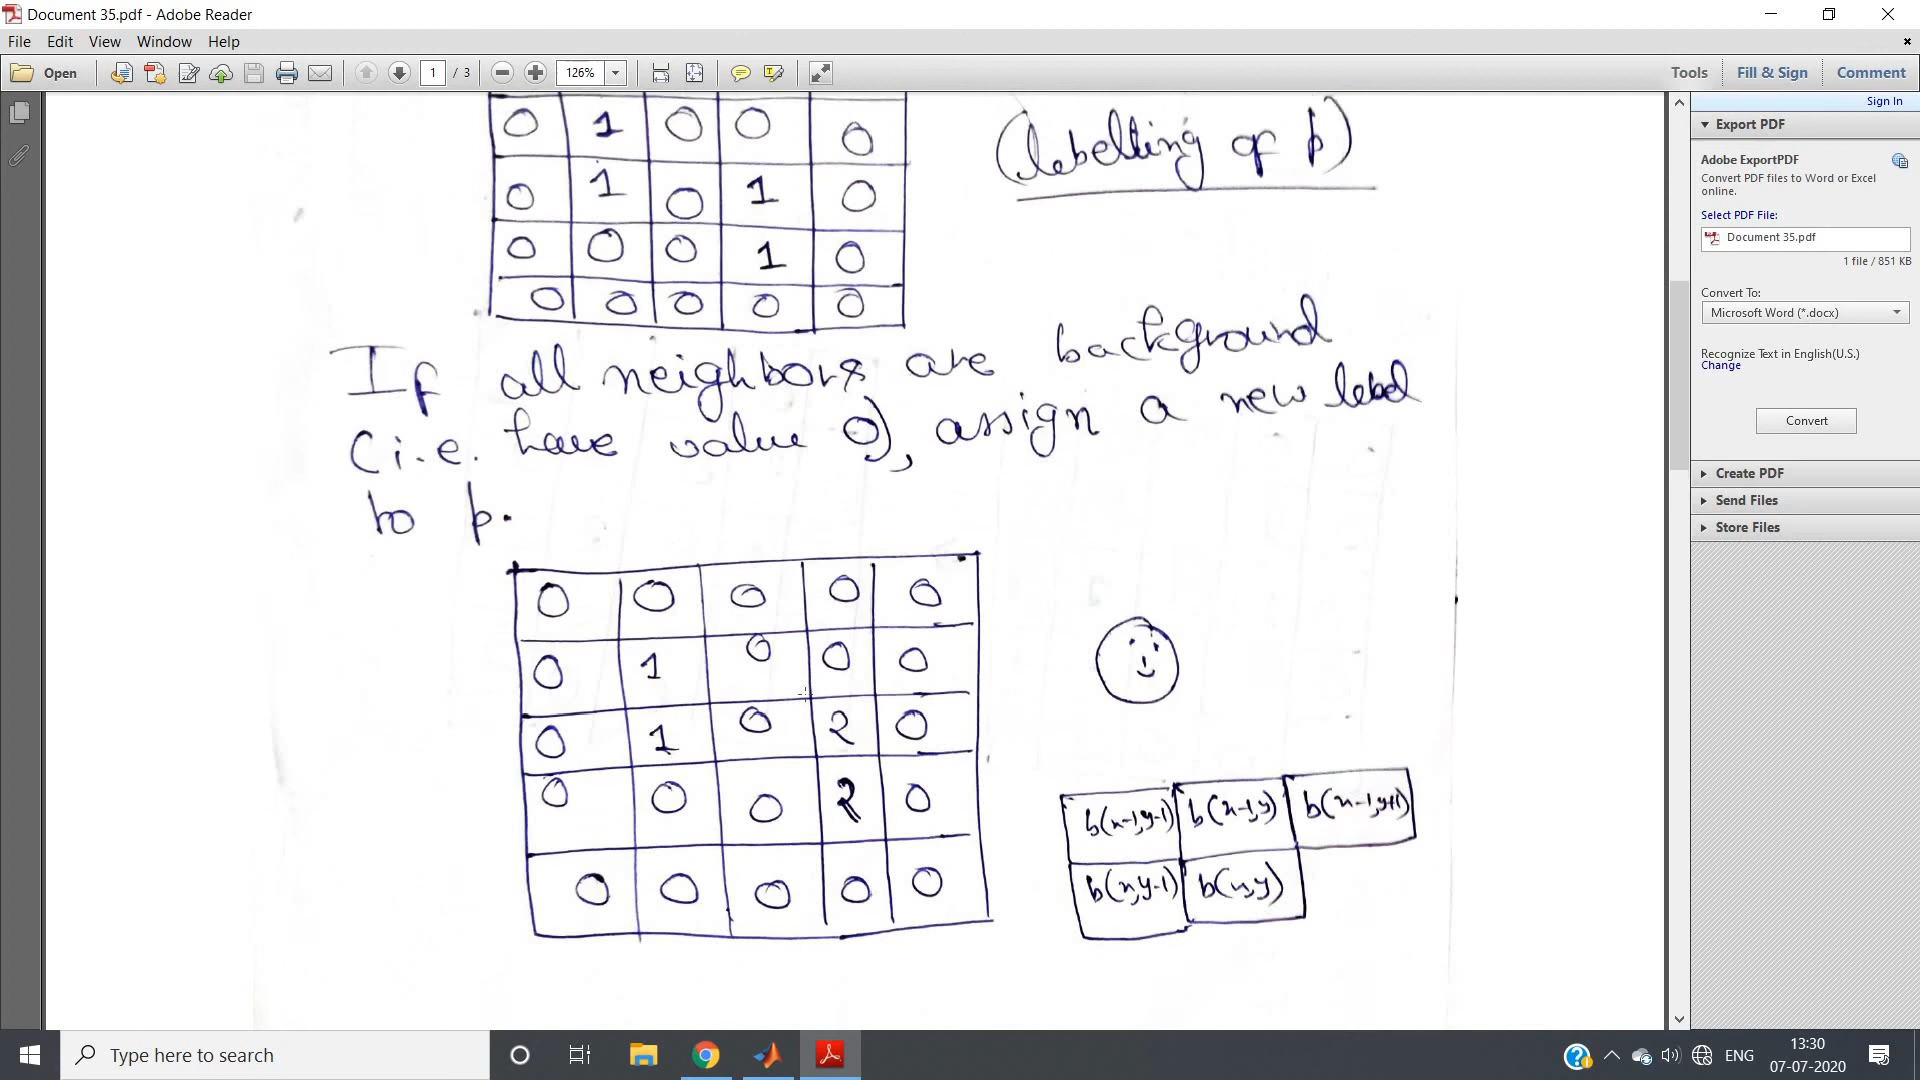 Document 35.pdf - Adobe Reader
File Edit View Window Help
Open 1 / 3 126% Tools Fill & Sign Comment
Sign In
Export PDF
Adobe ExportPDF
Convert PDF files to Word or Excel
online.
Select PDF File:
Document 35.pdf
1 file / 851 KB
Convert To:
Microsoft Word (*.docx)
Recognize Text in English(U.S.)
Change
Convert
Create PDF
Send Files
Store Files
0 1 0 0 0
0 1 0 1 0
0 0 0 1 0
0 0 0 0 0
(labelling of p)
If all neighbors are background
(i.e. have value 0), assign a new label
to p.
0 0 0 0 0
0 1 0 0 0
0 1 0 2 0
0 0 0 2 0
0 0 0 0 0
b(x-1,y-1) b(x-1,y) b(x-1,y+1)
b(x,y-1) b(x,y)
Type here to search
ENG
13:30
07-07-2020